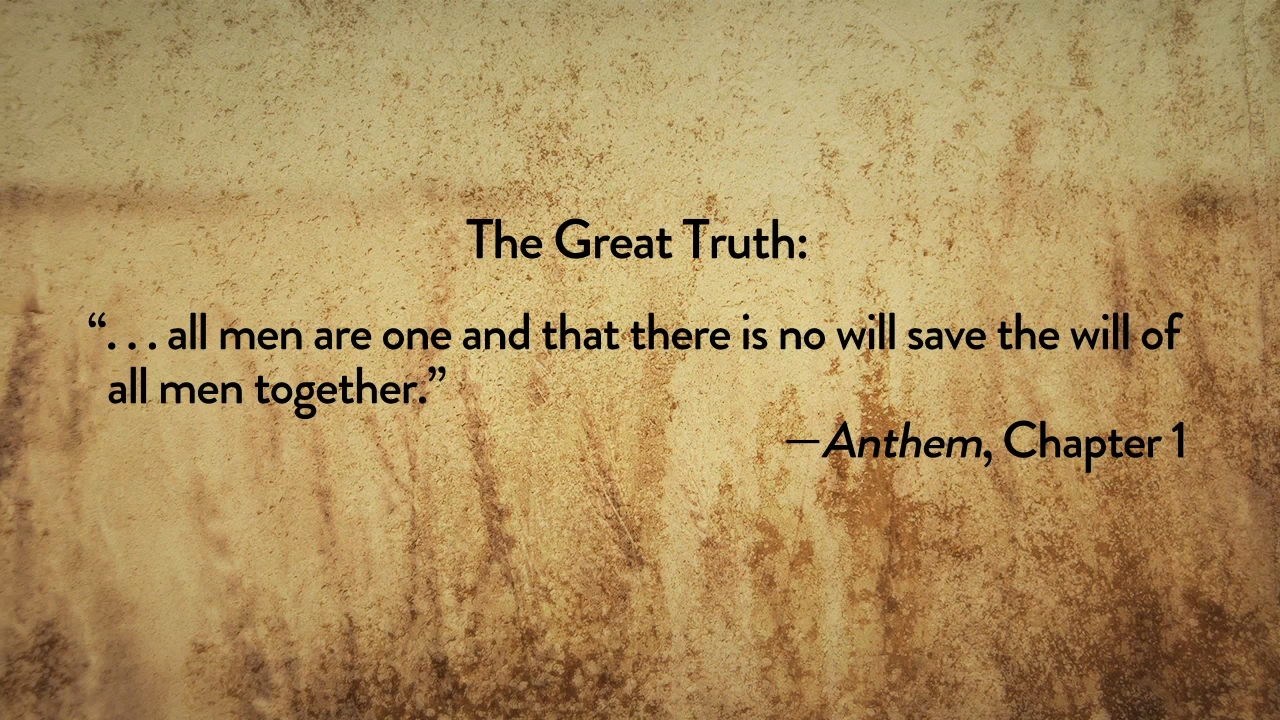 The Great Truth:
“. . . all men are one and that there is no will save the will of
all men together.”
—Anthem, Chapter 1